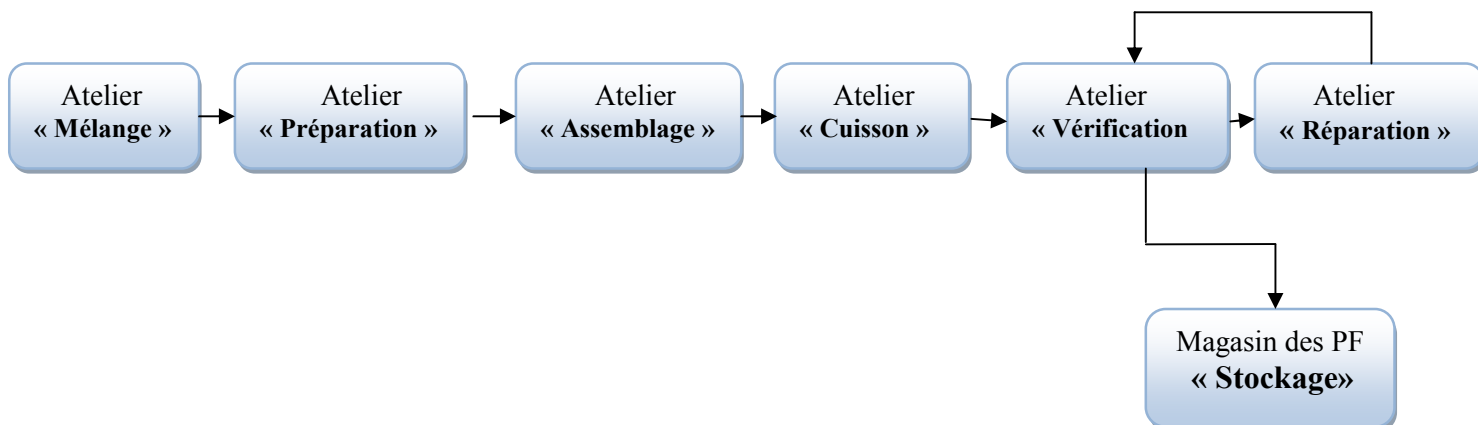 Atelier
« Mélange »
Atelier
« Préparation »
Atelier
« Assemblage »
Atelier
« Cuisson »
Atelier
« Vérification
Atelier
« Réparation »
Magasin des PF
« Stockage»